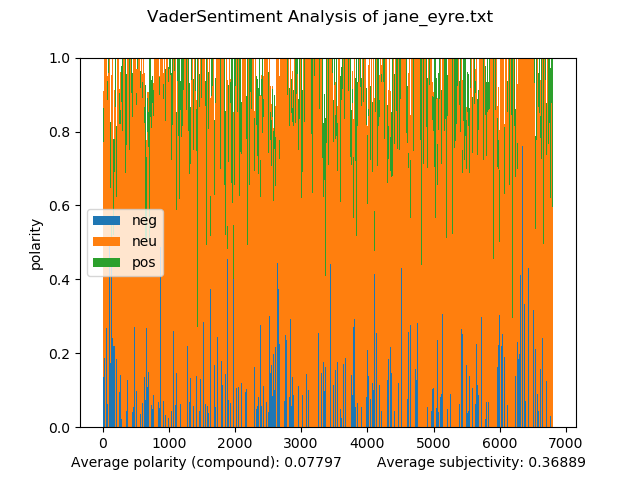 VaderSentiment Analysis of jane_eyre.txt
1.0
0.8
0.6
0.4
0.2
0.0
polarity
neg
neu
pos
0 1000 2000 3000 4000 5000 6000 7000
Average polarity (compound): 0.07797 Average subjectivity: 0.36889